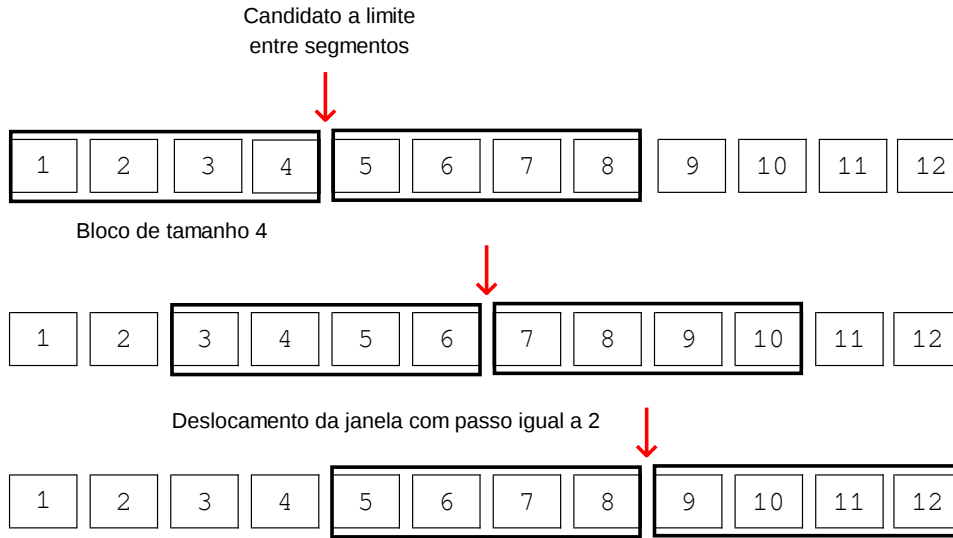 Candidato a limite
entre segmentos
1 2 3 4 5 6 7 8 9 10 11 12
Bloco de tamanho 4
1 2 3 4 5 6 7 8 9 10 11 12
Deslocamento da janela com passo igual a 2
1 2 3 4 5 6 7 8 9 10 11 12